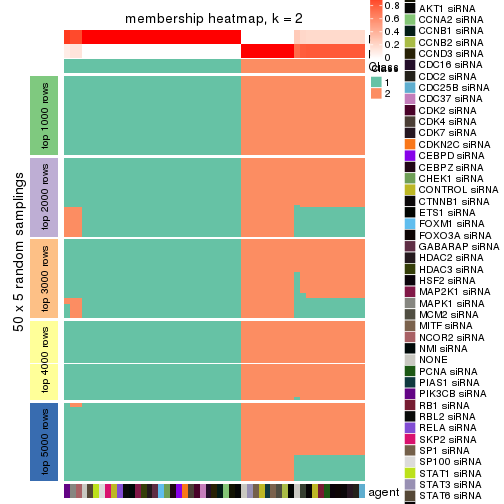 membership heatmap, k = 2
50 x 5 random samplings
top 1000 rows
top 2000 rows
top 3000 rows
top 4000 rows
top 5000 rows
Class
0.8
0.6
0.4
0.2
0
1
2
agent
AKT1 siRNA
CCNA2 siRNA
CCNB1 siRNA
CCNB2 siRNA
CCND3 siRNA
CDC16 siRNA
CDC2 siRNA
CDC25B siRNA
CDC37 siRNA
CDK2 siRNA
CDK4 siRNA
CDK7 siRNA
CDKN2C siRNA
CEBPD siRNA
CEBPZ siRNA
CHEK1 siRNA
CONTROL siRNA
CTNNB1 siRNA
ETS1 siRNA
FOXM1 siRNA
FOXO3A siRNA
GABARAP siRNA
HDAC2 siRNA
HDAC3 siRNA
HSF2 siRNA
MAP2K1 siRNA
MAPK1 siRNA
MCM2 siRNA
MITF siRNA
NCOR2 siRNA
NMI siRNA
NONE
PCNA siRNA
PIAS1 siRNA
PIK3CB siRNA
RB1 siRNA
RBL2 siRNA
RELA siRNA
SKP2 siRNA
SP1 siRNA
SP100 siRNA
STAT1 siRNA
STAT3 siRNA
STAT6 siRNA